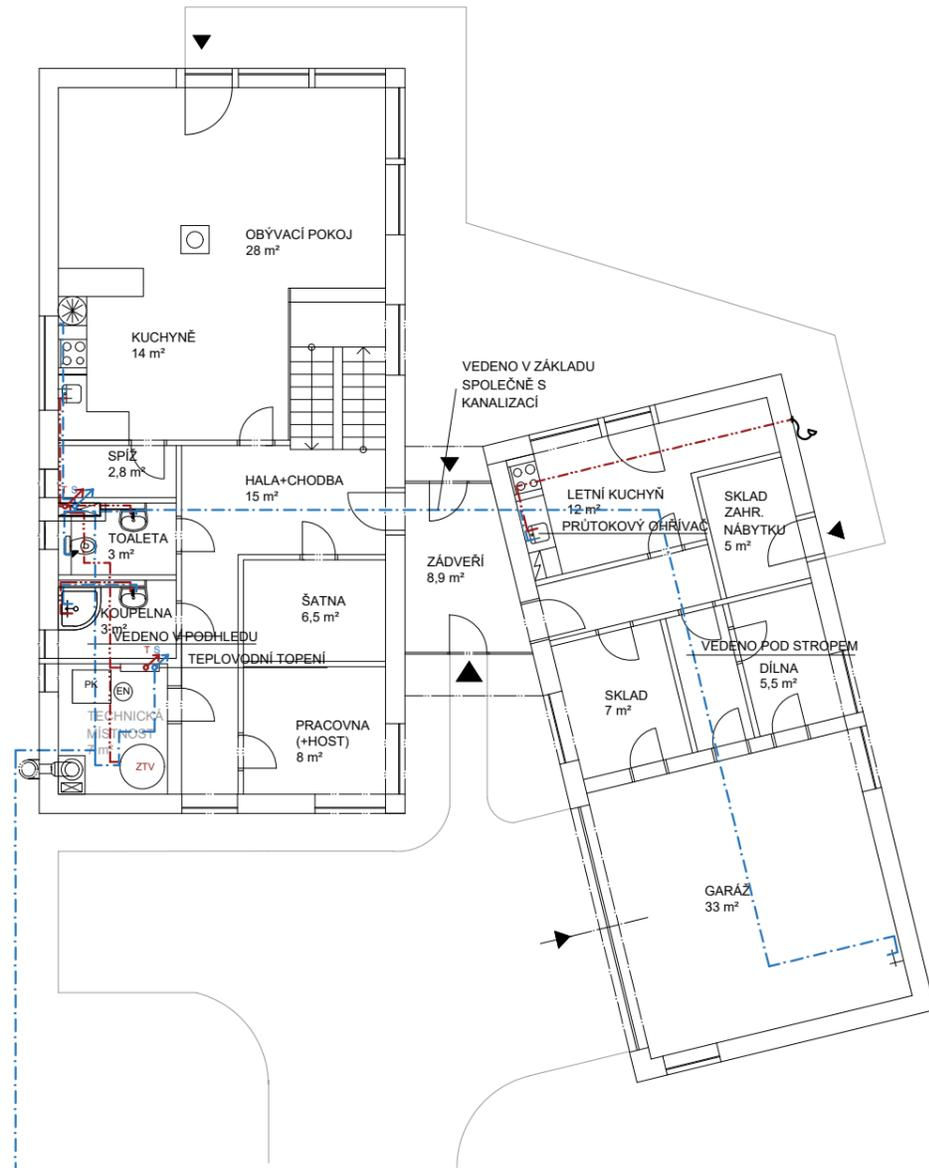 OBÝVACÍ POKOJ
28 m²
KUCHYNĚ
14 m²
VEDENO V ZÁKLADU
SPOLEČNĚ S
KANALIZACÍ
SPÍŽ
2,8 m²
HALA+CHODBA
15 m²
T S
TOALETA
3 m²
ZÁDVEŘÍ
8,9 m²
LETNÍ KUCHYŇ
12 m²
PRŮTOKOVÝ OHŘÍVAČ
SKLAD
ZAHR.
NÁBYTKU
5 m²
ŠATNA
6,5 m²
KOUPELNA
3 m²
VEDENO V PODHLEDU
T S
TEPLOVODNÍ TOPENÍ
VEDENO POD STROPEM
DÍLNA
5,5 m²
SKLAD
7 m²
PK
EN
TECHNICKÁ
MÍSTNOST
7 m²
ZTV
PRACOVNA
(+HOST)
8 m²
GARÁŽ
33 m²